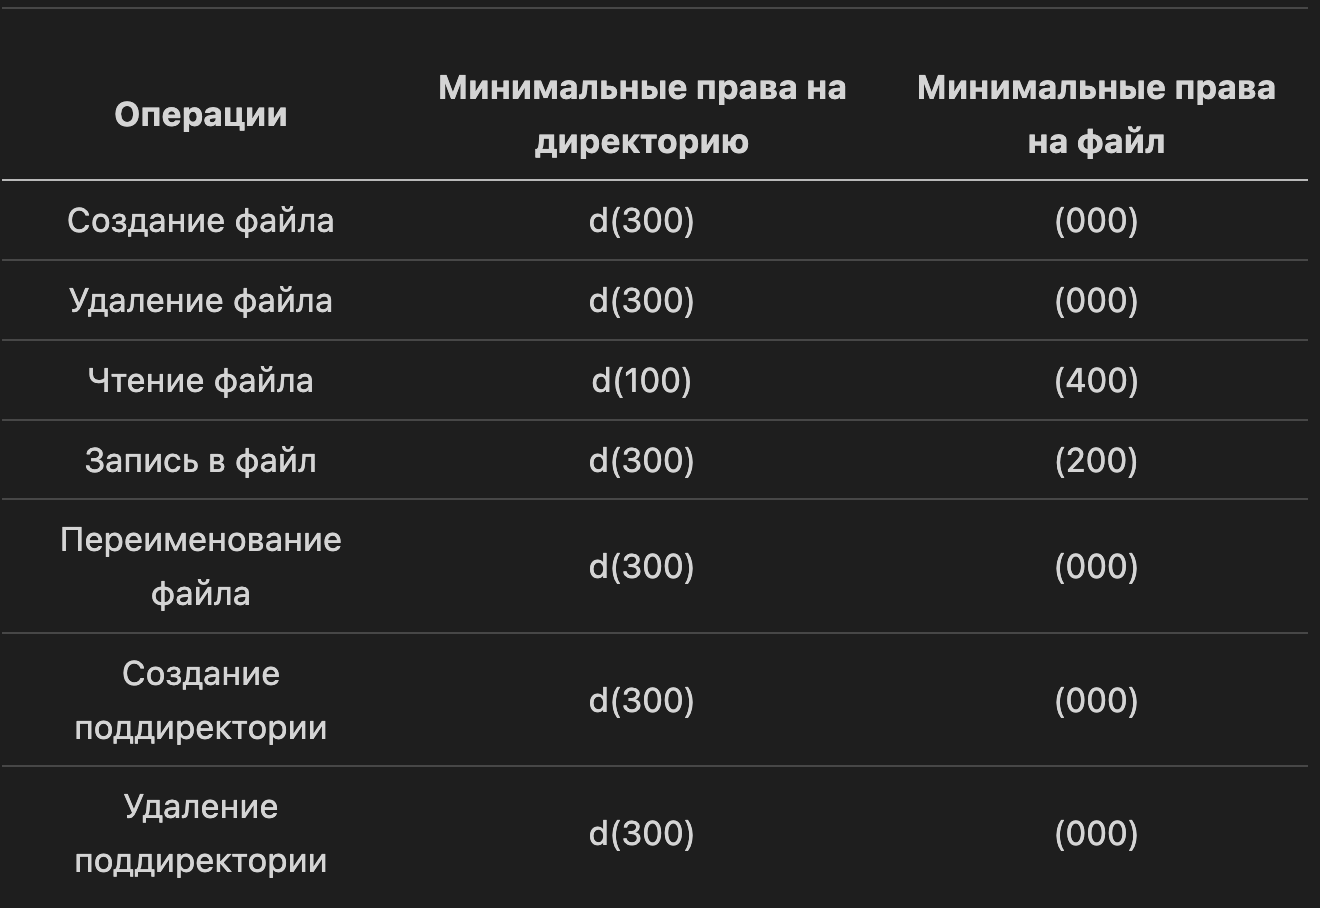 Операции
Минимальные права на
директорию
Минимальные права
на файл
Создание файла d(300) (000)
Удаление файла d(300) (000)
Чтение файла d(100) (400)
Запись в файл d(300) (200)
Переименование
файла
d(300) (000)
Создание
поддиректории
d(300) (000)
Удаление
поддиректории
d(300) (000)